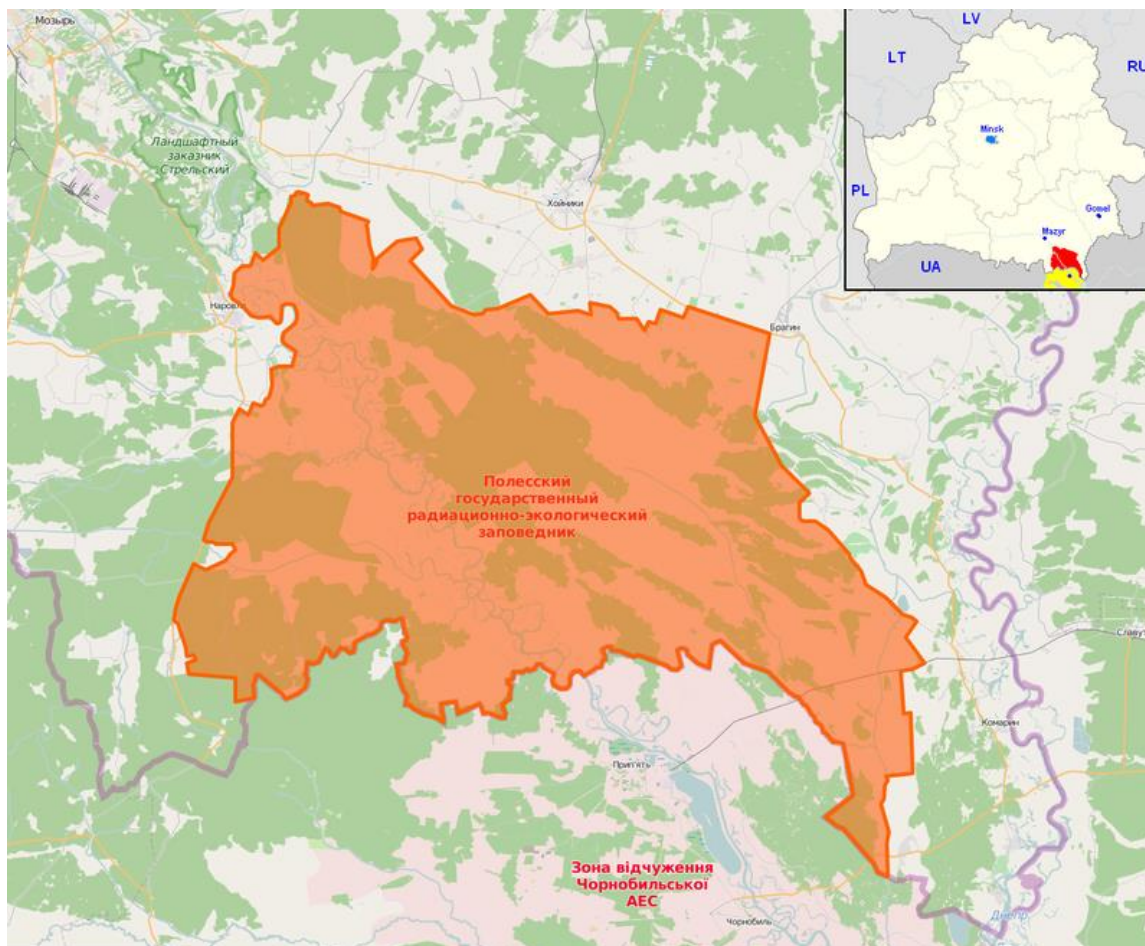 Мозырь
LV
LT
RU
Minsk
Ландшафтный
заказник
Стрельский
PL
Хойники
Gomel
Mazyr
UA
Наровля
Брагин
Полесский
государственный
радиационно-экологический
заповедник
Славут
Комарин
Прип'ять
Зона відчуження
Чорнобильської
АЕС
Чорнобиль
Дніпр